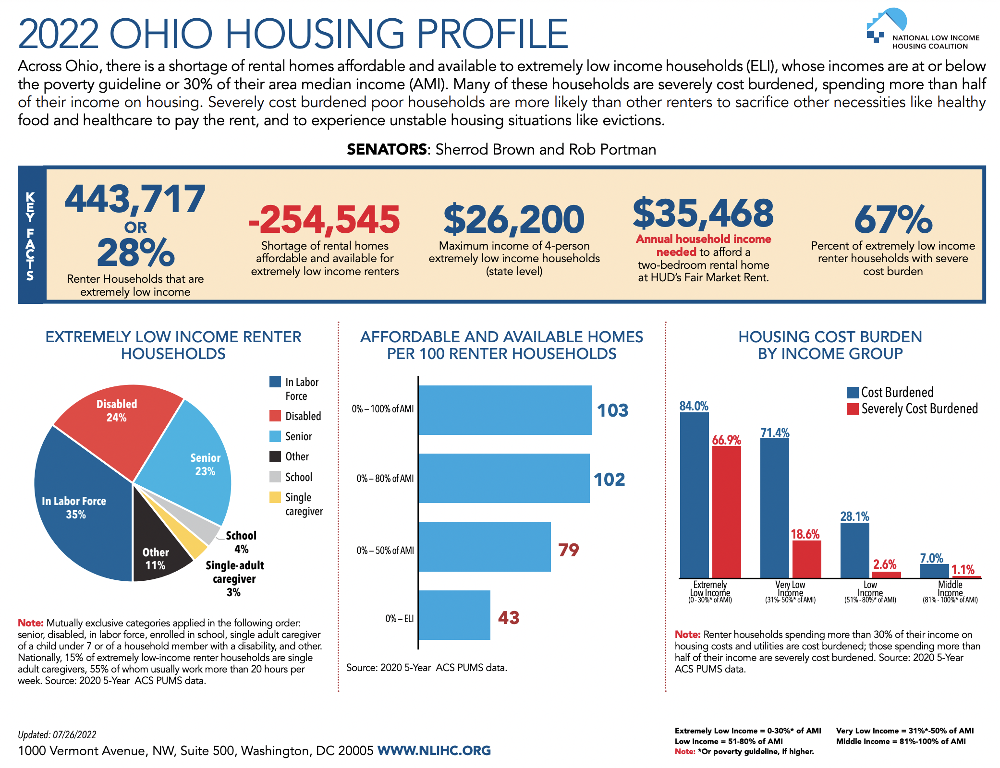 2022 OHIO HOUSING PROFILE
NATIONAL LOW INCOME
HOUSING COALITION
Across Ohio, there is a shortage of rental homes affordable and available to extremely low income households (ELI), whose incomes are at or below
the poverty guideline or 30% of their area median income (AMI). Many of these households are severely cost burdened, spending more than half
of their income on housing. Severely cost burdened poor households are more likely than other renters to sacrifice other necessities like healthy
food and healthcare to pay the rent, and to experience unstable housing situations like evictions.
SENATORS: Sherrod Brown and Rob Portman
KEY FACTS
443,717
OR
28%
Renter Households that are
extremely low income
-254,545
Shortage of rental homes
affordable and available for
extremely low income renters
$26,200
Maximum income of 4-person
extremely low income households
(state level)
$35,468
Annual household income
needed to afford a
two-bedroom rental home
at HUD's Fair Market Rent.
67%
Percent of extremely low income
renter households with severe
cost burden
EXTREMELY LOW INCOME RENTER
HOUSEHOLDS
Disabled
24%
Senior
23%
In Labor Force
35%
Other
11%
School
4%
Single-adult
caregiver
3%
In Labor
Force
Disabled
Senior
Other
School
Single
caregiver
Note: Mutually exclusive categories applied in the following order:
senior, disabled, in labor force, enrolled in school, single adult caregiver
of a child under 7 or of a household member with a disability, and other.
Nationally, 15% of extremely low-income renter households are single
adult caregivers, 55% of whom usually work more than 20 hours per
week. Source: 2020 5-Year ACS PUMS data.
AFFORDABLE AND AVAILABLE HOMES
PER 100 RENTER HOUSEHOLDS
0% – 100% of AMI
103
0% – 80% of AMI
102
0% – 50% of AMI
79
0% – ELI
43
Source: 2020 5-Year ACS PUMS data.
HOUSING COST BURDEN
BY INCOME GROUP
Cost Burdened
Severely Cost Burdened
84.0%
66.9%
71.4%
18.6%
28.1%
2.6%
7.0%
1.1%
Extremely
Low Income
(0 - 30%* of AMI)
Very Low
Income
(31%- 50%* of AMI)
Low
Income
(51% - 80%* of AMI)
Middle
Income
(81% - 100%* of AMI)
Note: Renter households spending more than 30% of their income on
housing costs and utilities are cost burdened; those spending more than
half of their income are severely cost burdened. Source: 2020 5-Year
ACS PUMS data.
Updated: 07/26/2022
1000 Vermont Avenue, NW, Suite 500, Washington, DC 20005 WWW.NLIHC.ORG
Extremely Low Income = 0-30%* of AMI
Very Low Income = 31%*-50% of AMI
Low Income = 51-80% of AMI
Middle Income = 81%-100% of AMI
Note: *Or poverty guideline, if higher.